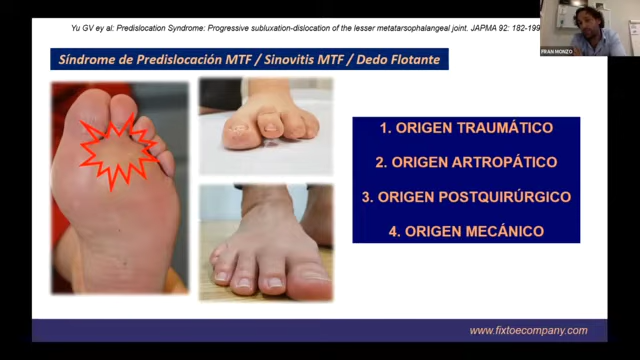 Yu GV ey al: Predislocation Syndrome: Progressive subluxation-dislocation of the lesser metatarsophalangeal joint. JAPMA 92: 182-199
Síndrome de Predislocación MTF / Sinovitis MTF / Dedo Flotante
1. ORIGEN TRAUMÁTICO
2. ORIGEN ARTROPÁTICO
3. ORIGEN POSTQUIRÚRGICO
4. ORIGEN MECÁNICO
FRAN MONZO
www.fixtoecompany.com